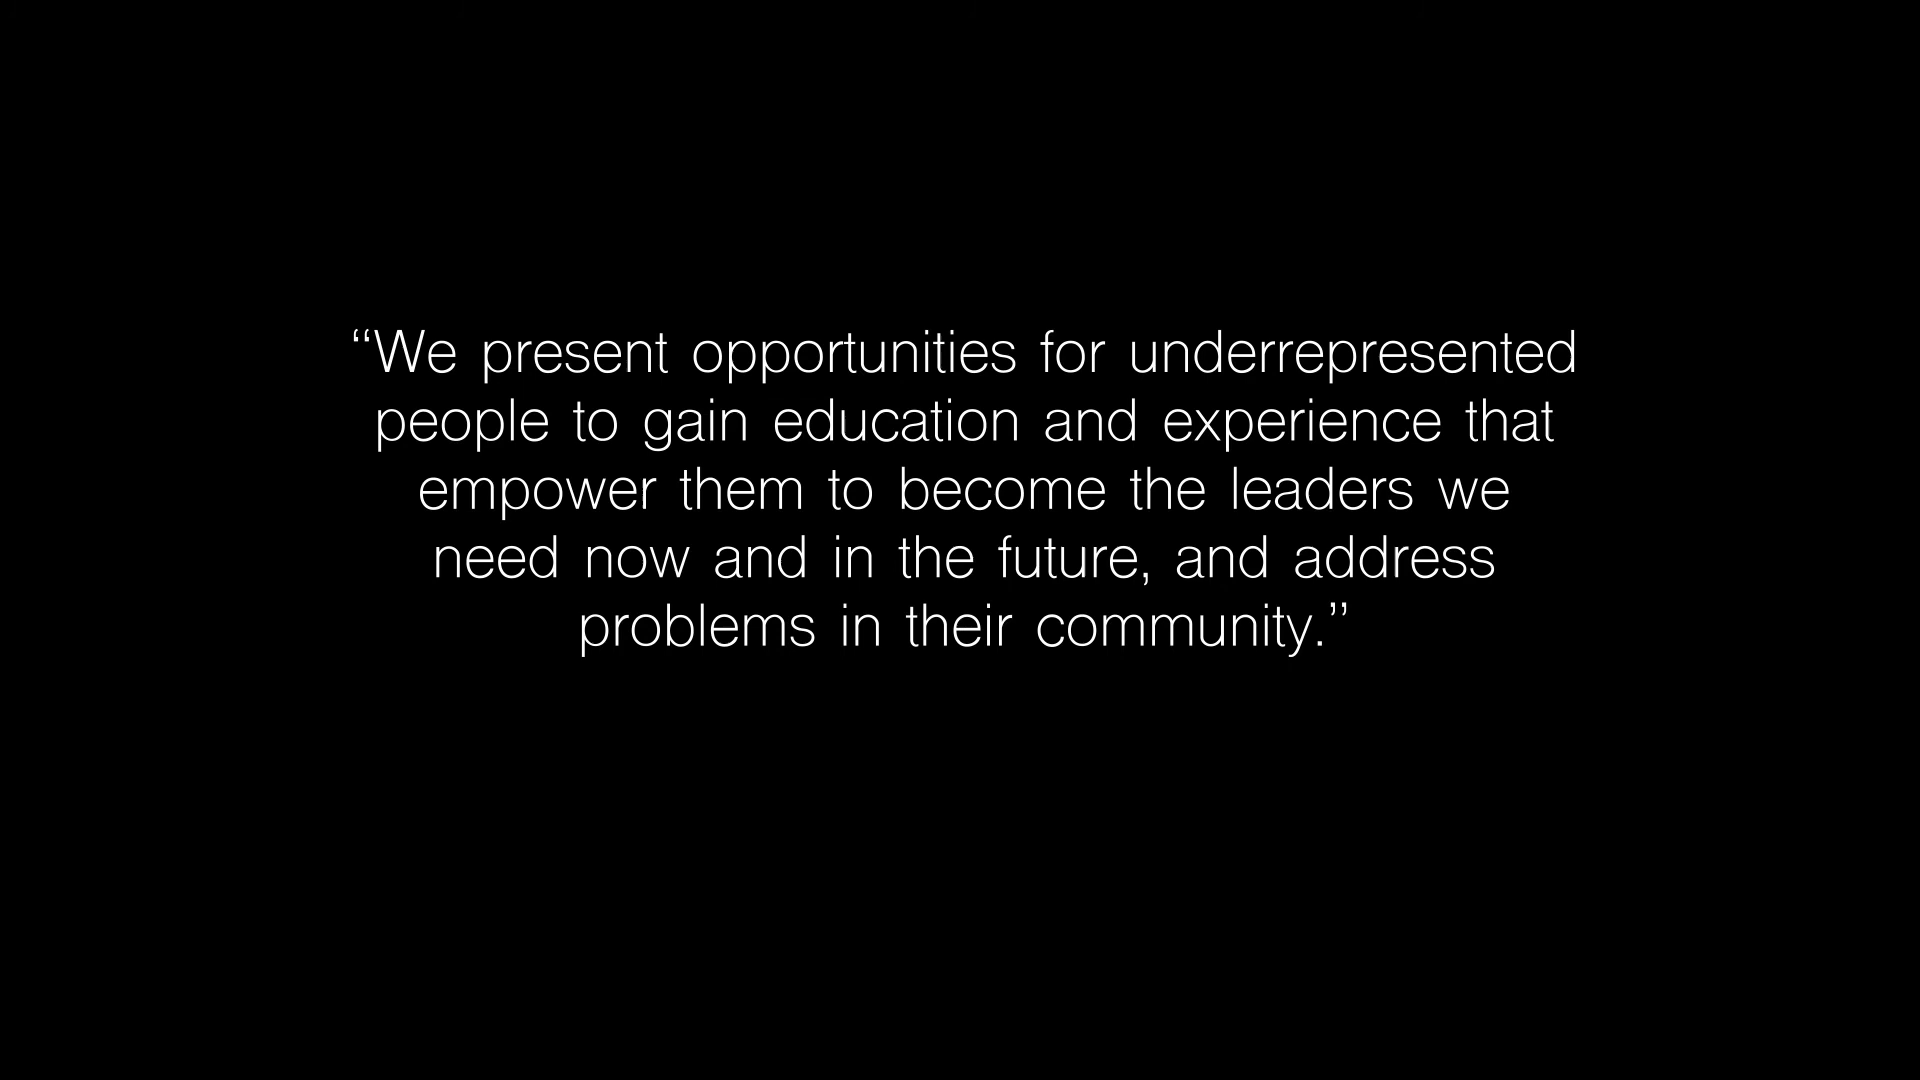 “We present opportunities for underrepresented
people to gain education and experience that
empower them to become the leaders we
need now and in the future, and address
problems in their community.”